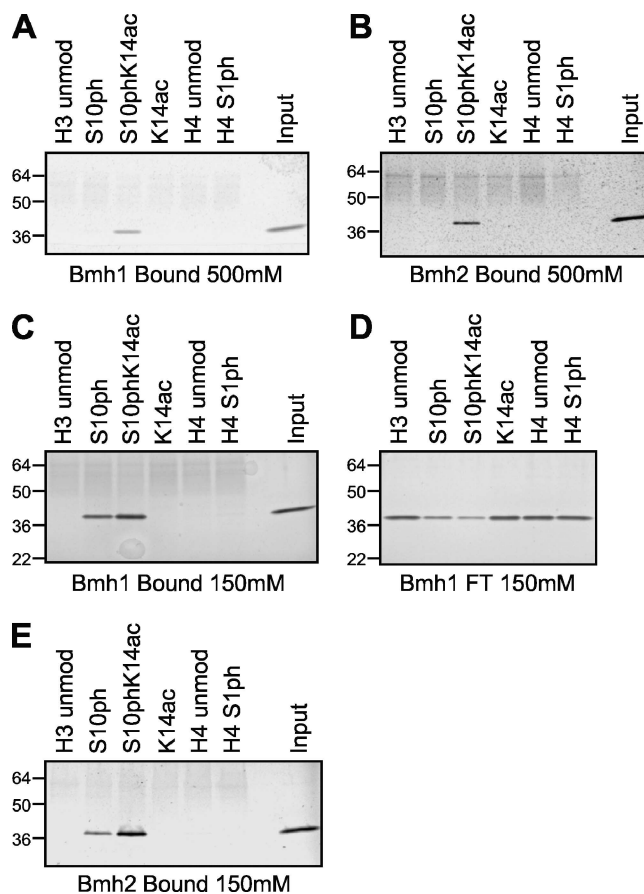 A
H3 unmod
S10ph
S10phK14ac
K14ac
H4 unmod
H4 S1ph
Input
64
50
36
Bmh1 Bound 500mM
B
H3 unmod
S10ph
S10phK14ac
K14ac
H4 unmod
H4 S1ph
Input
64
50
36
Bmh2 Bound 500mM
C
H3 unmod
S10ph
S10phK14ac
K14ac
H4 unmod
H4 S1ph
Input
64
50
36
22
Bmh1 Bound 150mM
D
H3 unmod
S10ph
S10phK14ac
K14ac
H4 unmod
H4 S1ph
64
50
36
22
Bmh1 FT 150mM
E
H3 unmod
S10ph
S10phK14ac
K14ac
H4 unmod
H4 S1ph
Input
64
50
36
Bmh2 Bound 150mM